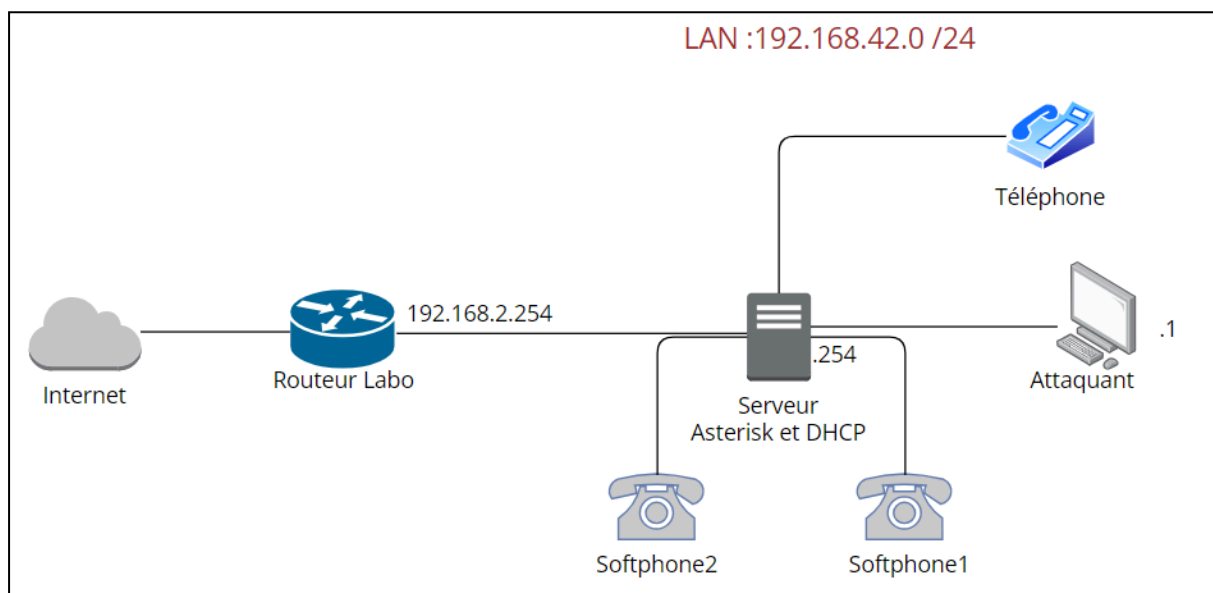 LAN :192.168.42.0 /24
Téléphone
192.168.2.254
Internet
Routeur Labo
.254
Serveur
Asterisk et DHCP
.1
Attaquant
Softphone2
Softphone1